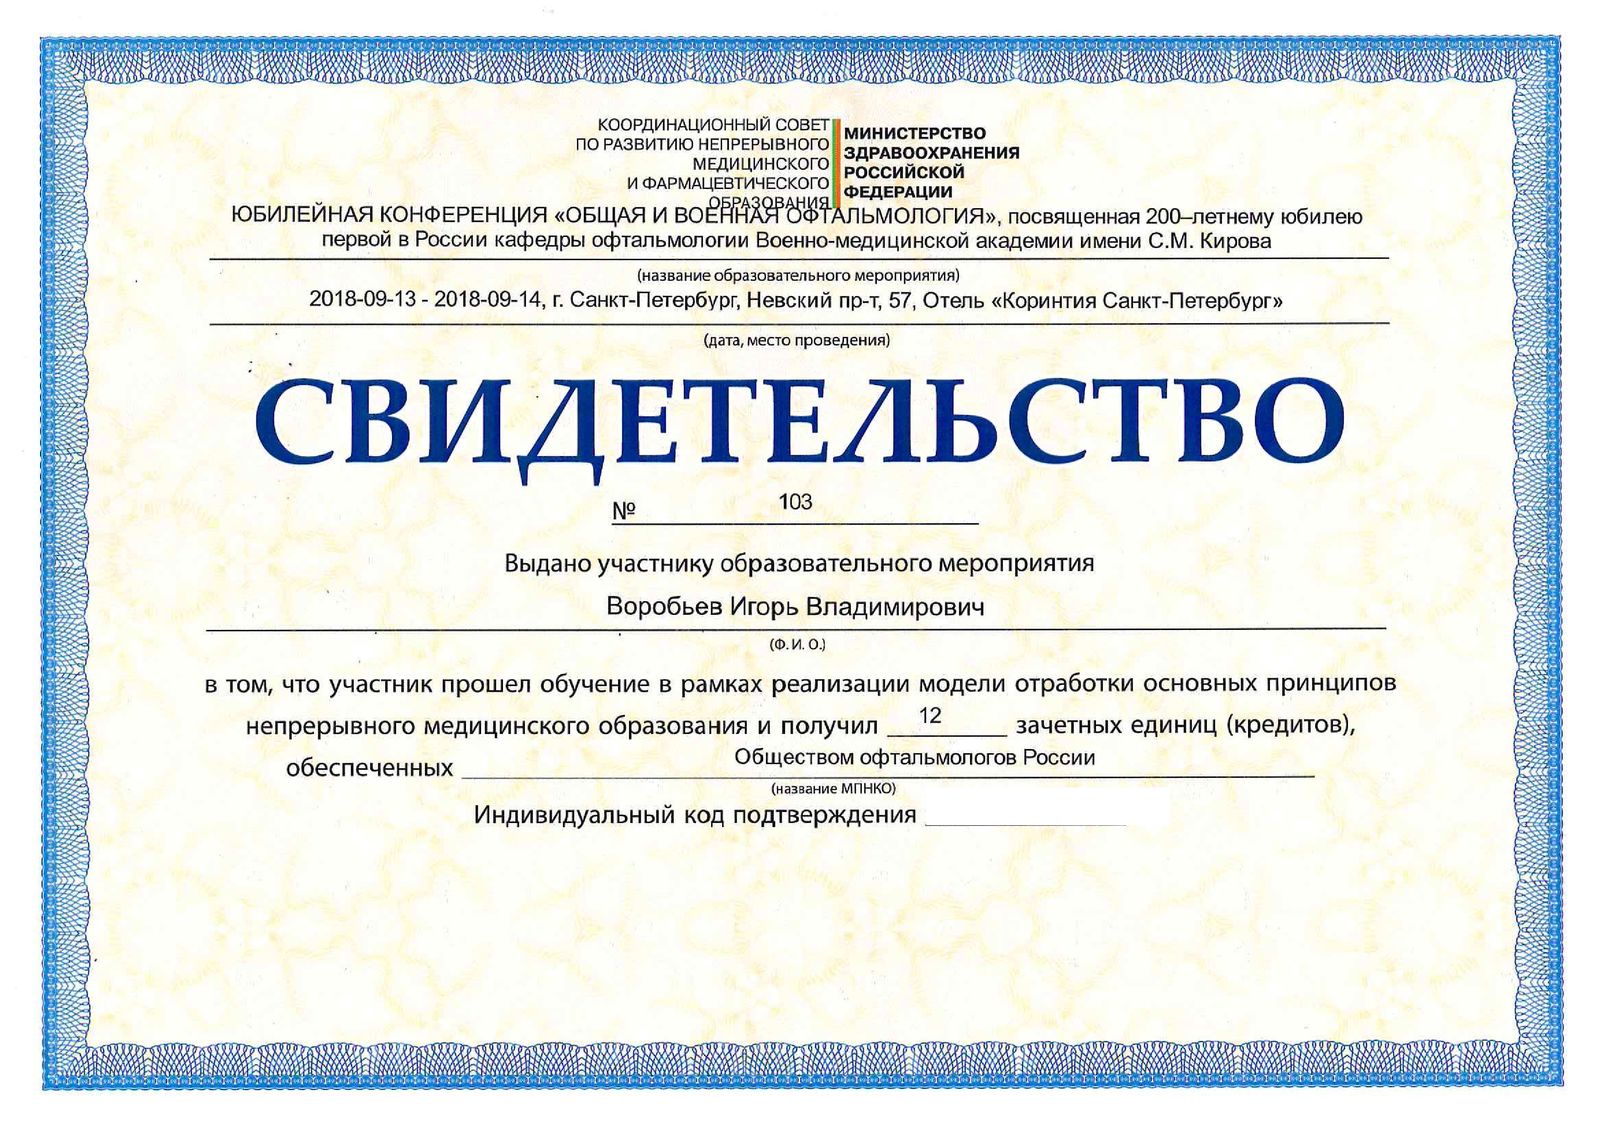 КООРДИНАЦИОННЫЙ СОВЕТ
ПО РАЗВИТИЮ НЕПРЕРЫВНОГО
МЕДИЦИНСКОГО
И ФАРМАЦЕВТИЧЕСКОГО
ОБРАЗОВАНИЯ
МИНИСТЕРСТВО
ЗДРАВООХРАНЕНИЯ
РОССИЙСКОЙ
ФЕДЕРАЦИИ
ЮБИЛЕЙНАЯ КОНФЕРЕНЦИЯ «ОБЩАЯ И ВОЕННАЯ ОФТАЛЬМОЛОГИЯ», посвященная 200–летнему юбилею
первой в России кафедры офтальмологии Военно-медицинской академии имени С.М. Кирова
(название образовательного мероприятия)
2018-09-13 - 2018-09-14, г. Санкт-Петербург, Невский пр-т, 57, Отель «Коринтия Санкт-Петербург»
(дата, место проведения)
СВИДЕТЕЛЬСТВО
№ 103
Выдано участнику образовательного мероприятия
Воробьев Игорь Владимирович
(Ф. И. О.)
в том, что участник прошел обучение в рамках реализации модели отработки основных принципов
непрерывного медицинского образования и получил 12 зачетных единиц (кредитов),
обеспеченных Обществом офтальмологов России
(название МПНКО)
Индивидуальный код подтверждения